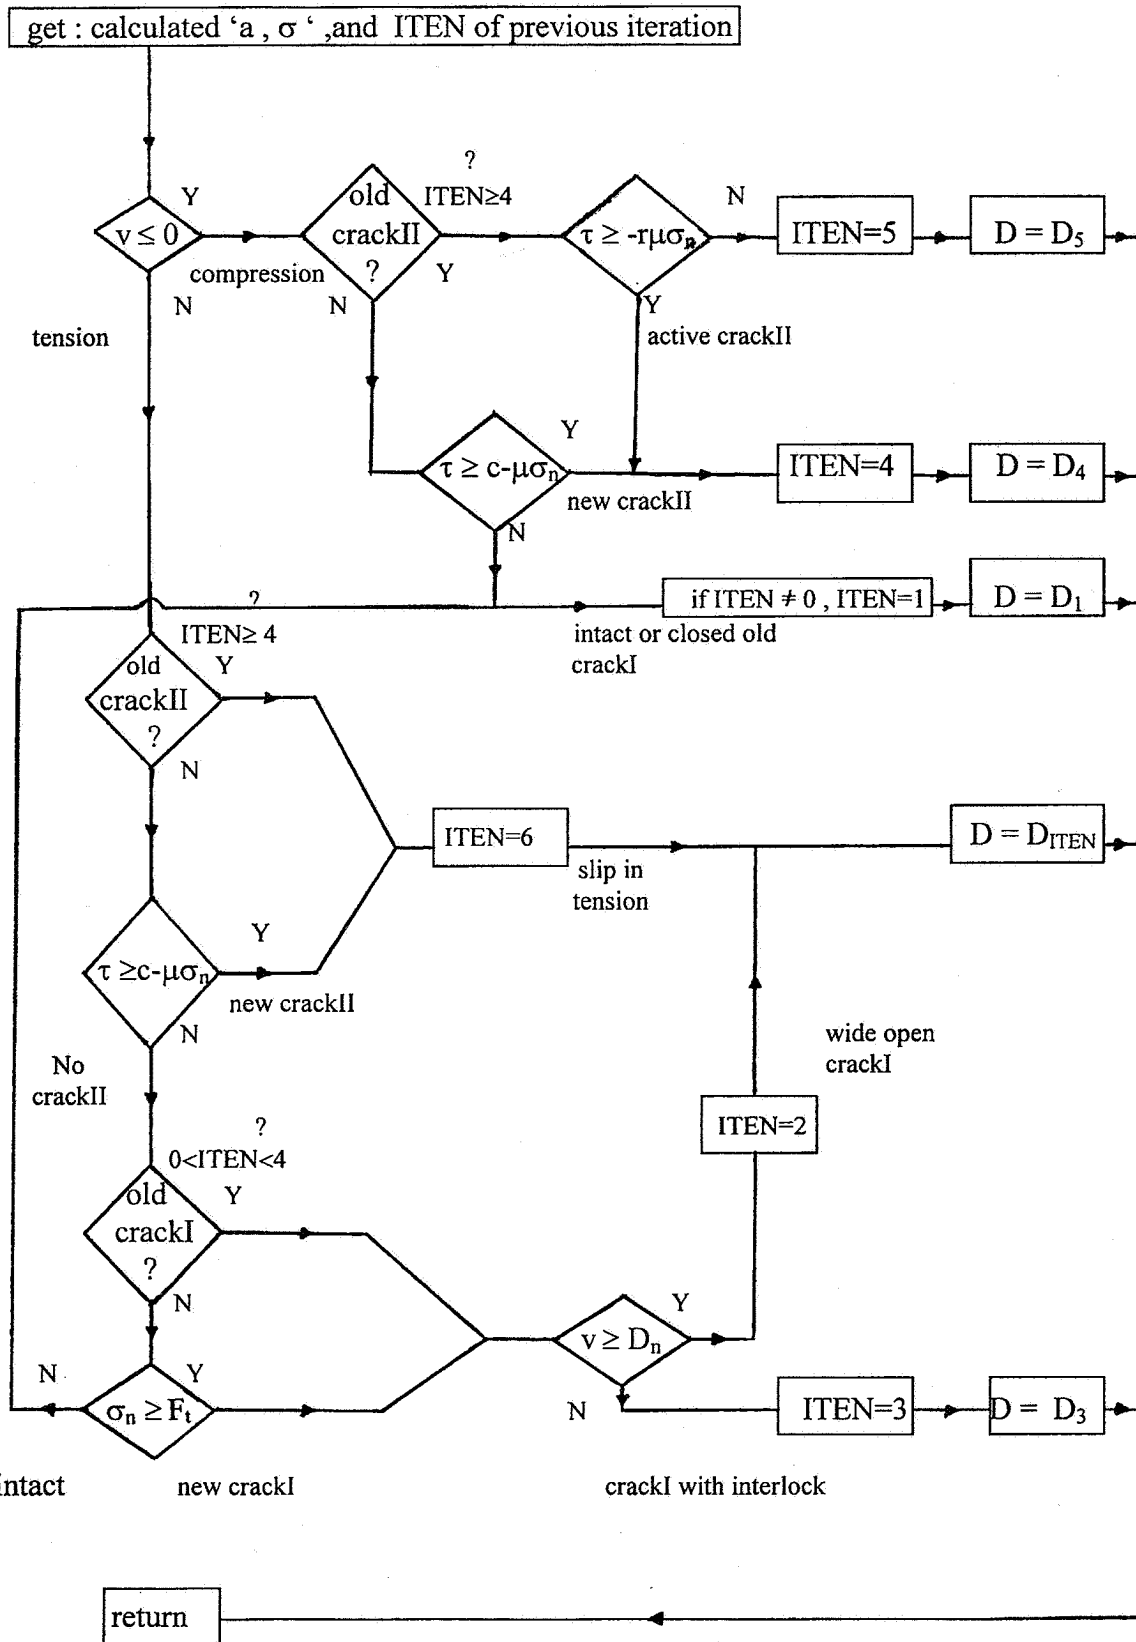 get : calculated ‘a , σ ‘ ,and ITEN of previous iteration
v ≤ 0
Y
compression
N
tension
old
crackII
?
?
ITEN≥4
Y
N
τ ≥ -rμσn
N
Y
active crackII
ITEN=5
D = D5
τ ≥ c-μσn
Y
new crackII
N
ITEN=4
D = D4
if ITEN ≠ 0 , ITEN=1
D = D1
intact or closed old
crackI
?
ITEN≥ 4
old
crackII
?
Y
N
ITEN=6
slip in
tension
D = DITEN
τ ≥c-μσn
Y
new crackII
N
No
crackII
wide open
crackI
ITEN=2
?
0<ITEN<4
old
crackI
?
Y
N
v ≥ Dn
Y
N
ITEN=3
D = D3
σn ≥ Ft
N
Y
intact
new crackI
crackI with interlock
return